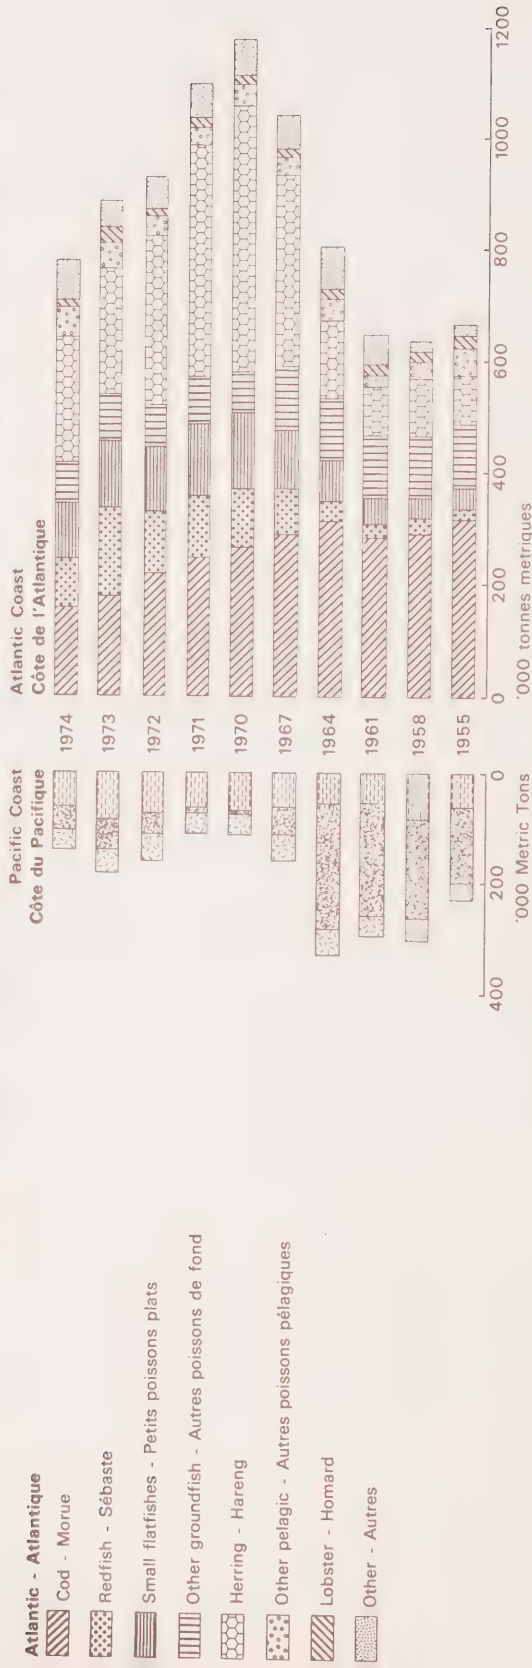 Pacific Coast
Côte du Pacifique
Atlantic Coast
Côte de l'Atlantique
1974
1973
1972
1971
1970
1967
1964
1961
1958
1955
400
200
0
0
200
400
600
800
1000
1200
'000 Metric Tons
'000 tonnes metriques
Atlantic - Atlantique
Cod - Morue
Redfish - Sébaste
Small flatfishes - Petits poissons plats
Other groundfish - Autres poissons de fond
Herring - Hareng
Other pelagic - Autres poissons pélagiques
Lobster - Homard
Other - Autres